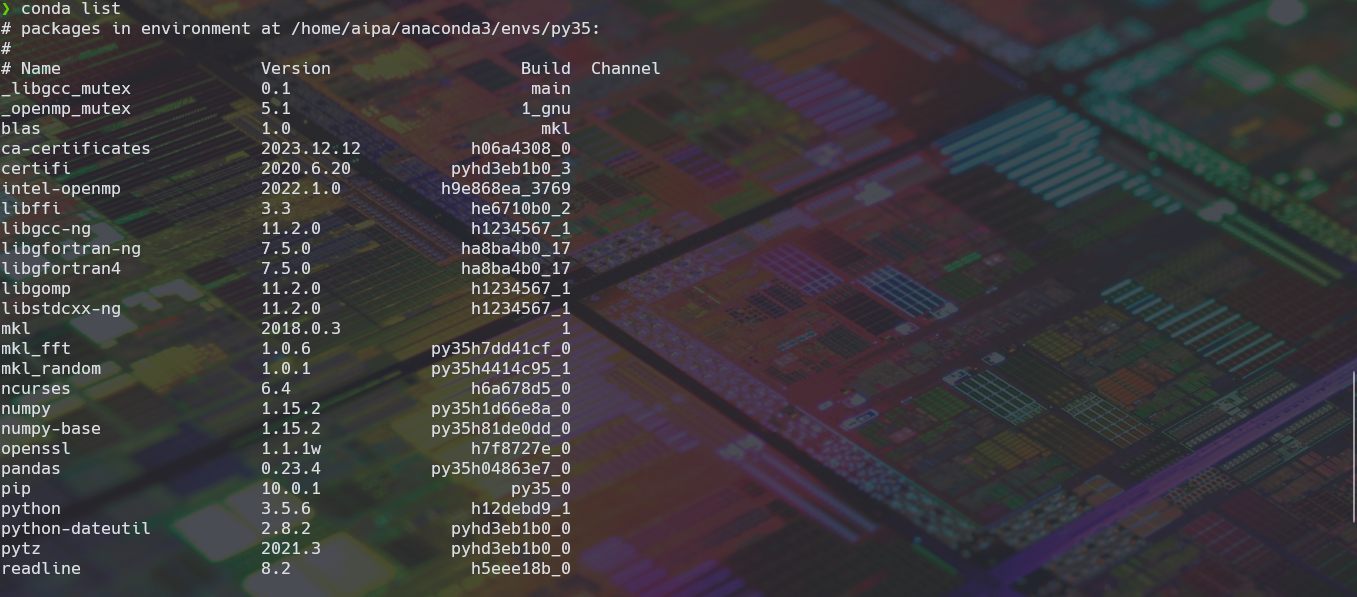 ❯ conda list
# packages in environment at /home/aipa/anaconda3/envs/py35:
#
# Name                    Version                   Build  Channel
_libgcc_mutex             0.1                        main
_openmp_mutex             5.1                       1_gnu
blas                      1.0                         mkl
ca-certificates           2023.12.12           h06a4308_0
certifi                   2020.6.20          pyhd3eb1b0_3
intel-openmp              2022.1.0          h9e868ea_3769
libffi                    3.3                  he6710b0_2
libgcc-ng                 11.2.0               h1234567_1
libgfortran-ng            7.5.0               ha8ba4b0_17
libgfortran4              7.5.0               ha8ba4b0_17
libgomp                   11.2.0               h1234567_1
libstdcxx-ng              11.2.0               h1234567_1
mkl                       2018.0.3                      1
mkl_fft                   1.0.6            py35h7dd41cf_0
mkl_random                1.0.1            py35h4414c95_1
ncurses                   6.4                  h6a678d5_0
numpy                     1.15.2           py35h1d66e8a_0
numpy-base                1.15.2           py35h81de0dd_0
openssl                   1.1.1w               h7f8727e_0
pandas                    0.23.4           py35h04863e7_0
pip                       10.0.1                   py35_0
python                    3.5.6                h12debd9_1
python-dateutil           2.8.2              pyhd3eb1b0_0
pytz                      2021.3             pyhd3eb1b0_0
readline                  8.2                  h5eee18b_0